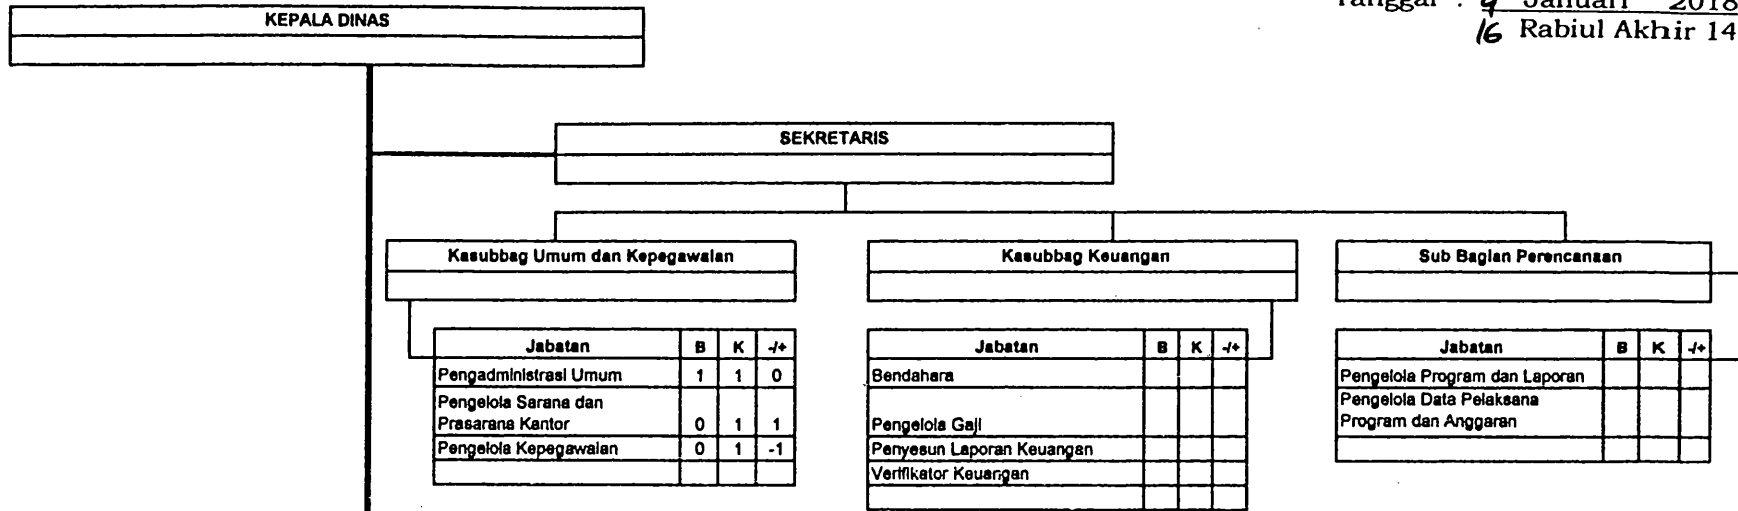 Tanggal : 9 Januari 2018
16 Rabiul Akhir 14
KEPALA DINAS
SEKRETARIS
Kasubbag Umum dan Kepegawaian
Jabatan B K -/+
Pengadministrasi Umum 1 1 0
Pengelola Sarana dan
Prasarana Kantor 0 1 1
Pengelola Kepegawaian 0 1 -1
Kasubbag Keuangan
Jabatan B K -/+
Bendahara
Pengelola Gaji
Penyesun Laporan Keuangan
Verifikator Keuangan
Sub Bagian Perencanaan
Jabatan B K -/+
Pengelola Program dan Laporan
Pengelola Data Pelaksana
Program dan Anggaran